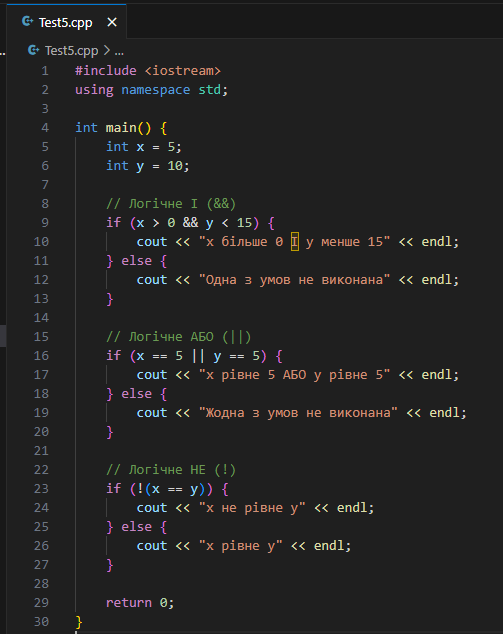 Test5.cpp
Test5.cpp > ...
1 #include <iostream>
2 using namespace std;
3
4 int main() {
5     int x = 5;
6     int y = 10;
7
8     // Логічне І (&&)
9     if (x > 0 && y < 15) {
10         cout << "x більше 0 І y менше 15" << endl;
11     } else {
12         cout << "Одна з умов не виконана" << endl;
13     }
14
15     // Логічне АБО (||)
16     if (x == 5 || y == 5) {
17         cout << "x рівне 5 АБО y рівне 5" << endl;
18     } else {
19         cout << "Жодна з умов не виконана" << endl;
20     }
21
22     // Логічне НЕ (!)
23     if (!(x == y)) {
24         cout << "x не рівне y" << endl;
25     } else {
26         cout << "x рівне y" << endl;
27     }
28
29     return 0;
30 }